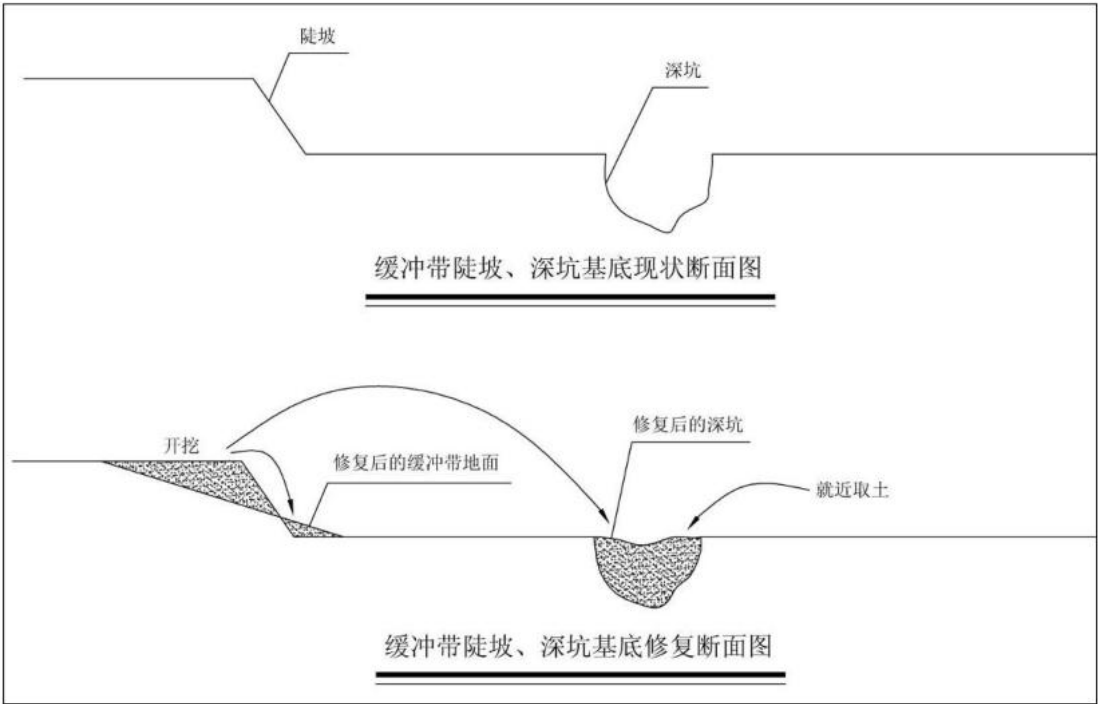 陡坡
深坑
缓冲带陡坡、深坑基底现状断面图
开挖
修复后的深坑
修复后的缓冲带地面
就近取土
缓冲带陡坡、深坑基底修复断面图